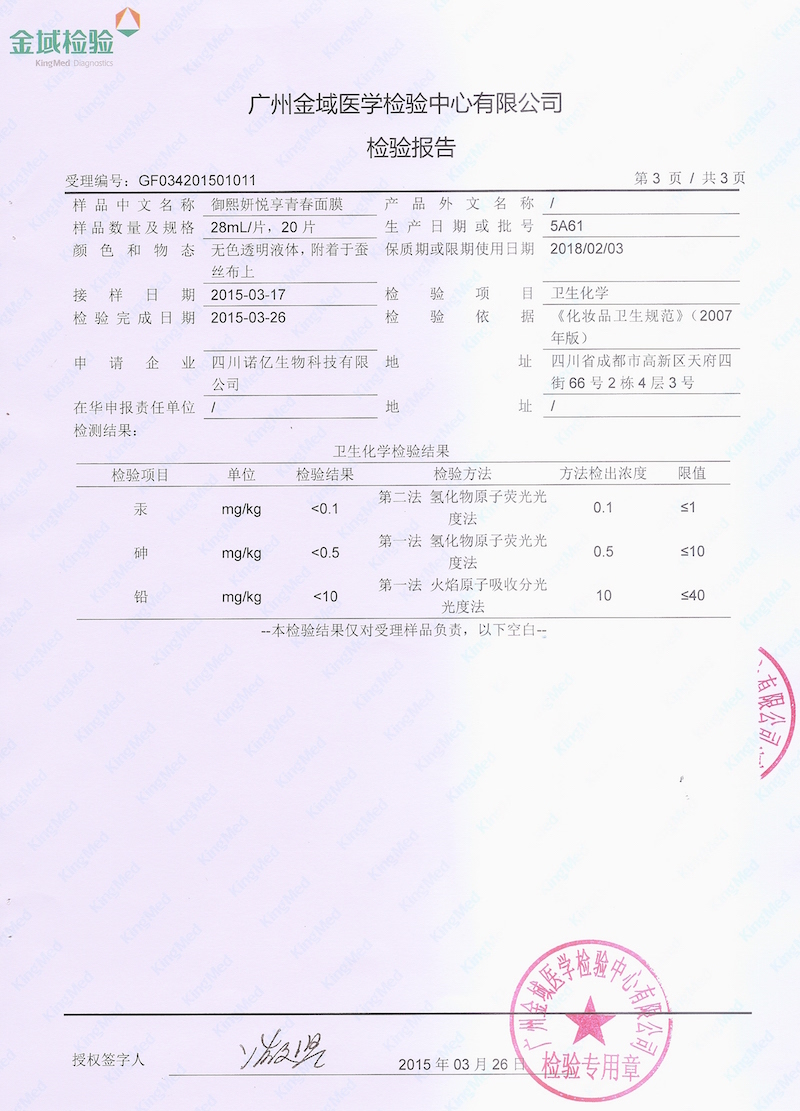 金域检验
KingMed Diagnostics
广州金域医学检验中心有限公司
检验报告
受理编号：GF034201501011 第 3 页 / 共 3 页
样品中文名称 御熙妍悦享青春面膜 产品外文名称 /
样品数量及规格 28mL/片，20 片 生产日期或批号 5A61
颜色和物态 无色透明液体，附着于蚕 保质期或限期使用日期 2018/02/03
丝布上
接样日期 2015-03-17 检验项目 卫生化学
检验完成日期 2015-03-26 检验依据 《化妆品卫生规范》（2007
年版）
申请企业 四川诺亿生物科技有限 地址 四川省成都市高新区天府四
公司 街 66 号 2 栋 4 层 3 号
在华申报责任单位 / 地址 /
检测结果：
卫生化学检验结果
检验项目 单位 检验结果 检验方法 方法检出浓度 限值
汞 mg/kg <0.1 第二法 氢化物原子荧光光 0.1 ≤1
度法
砷 mg/kg <0.5 第一法 氢化物原子荧光光 0.5 ≤10
度法
铅 mg/kg <10 第一法 火焰原子吸收分光 10 ≤40
光度法
--本检验结果仅对受理样品负责，以下空白--
有限公司
广州金域医学检验中心有限公司
检验专用章
授权签字人 2015 年 03 月 26 日